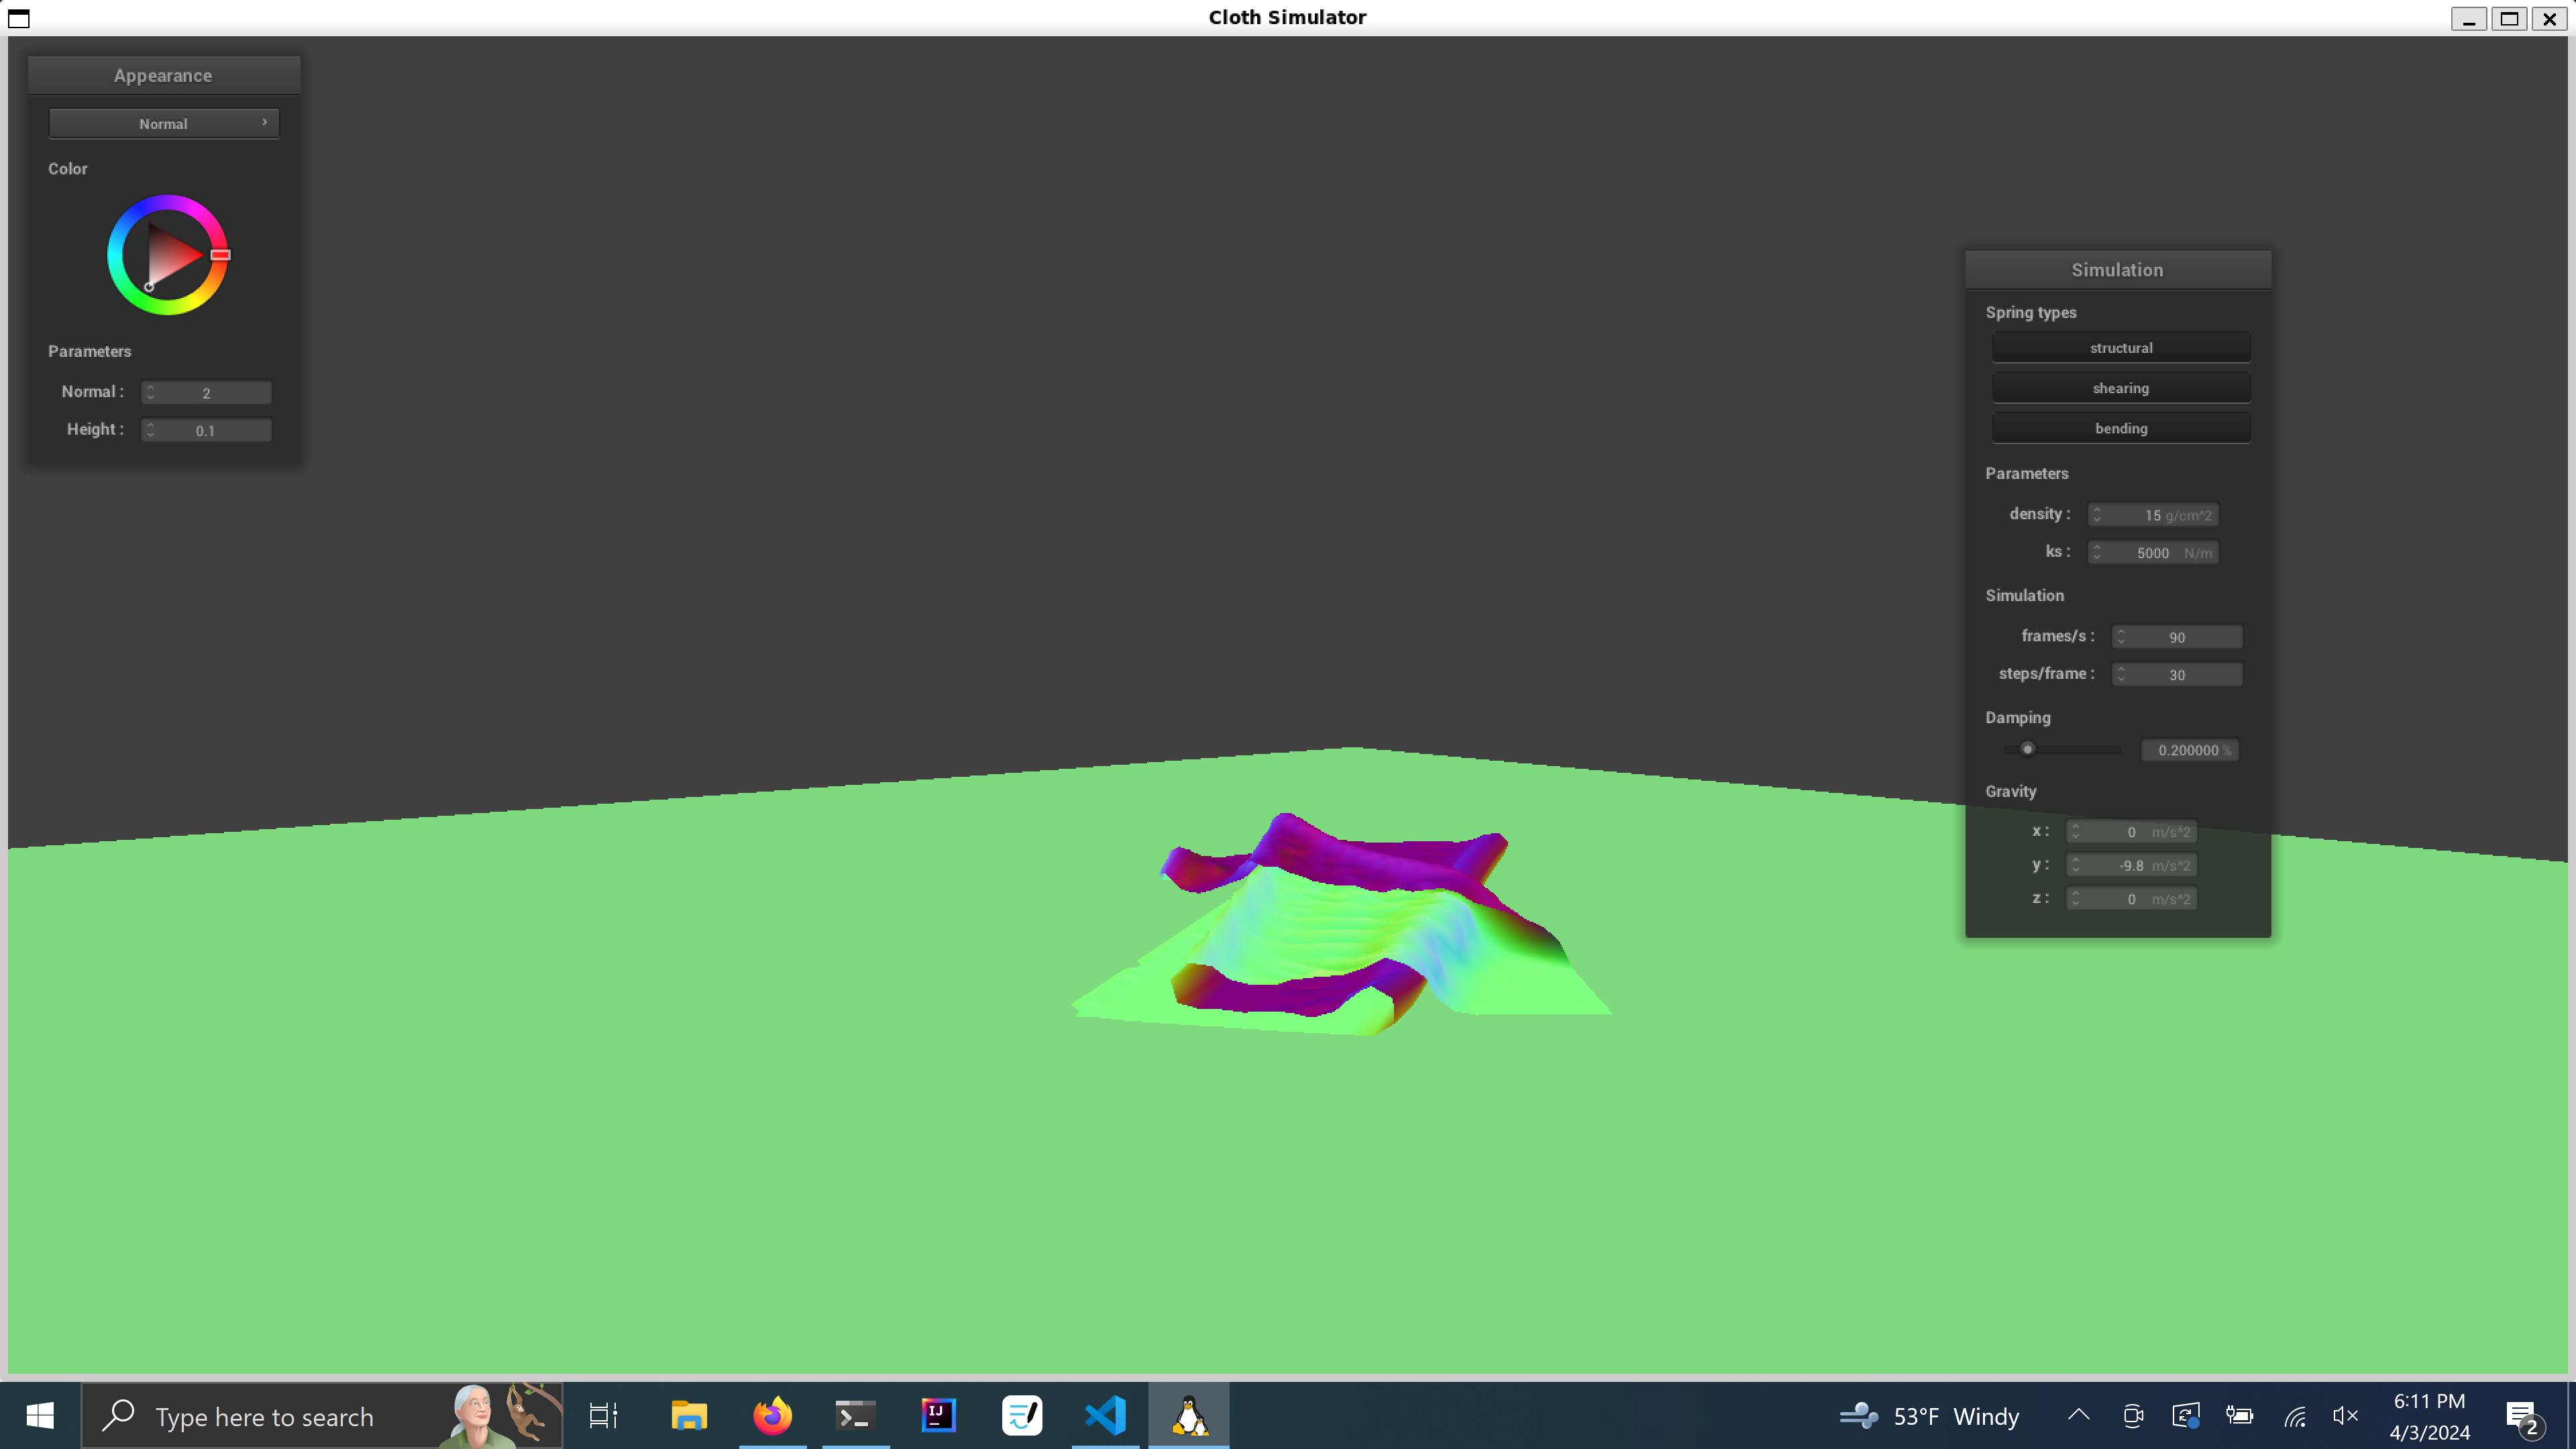 Cloth Simulator
Appearance
Normal
Color
Parameters
Normal : 2
Height : 0.1
Simulation
Spring types
structural
shearing
bending
Parameters
density : 15 g/cm^2
ks : 5000 N/m
Simulation
frames/s : 90
steps/frame : 30
Damping
0.200000 %
Gravity
x : 0 m/s^2
y : -9.8 m/s^2
z : 0 m/s^2
Type here to search
IJ
53°F Windy
6:11 PM
4/3/2024
2